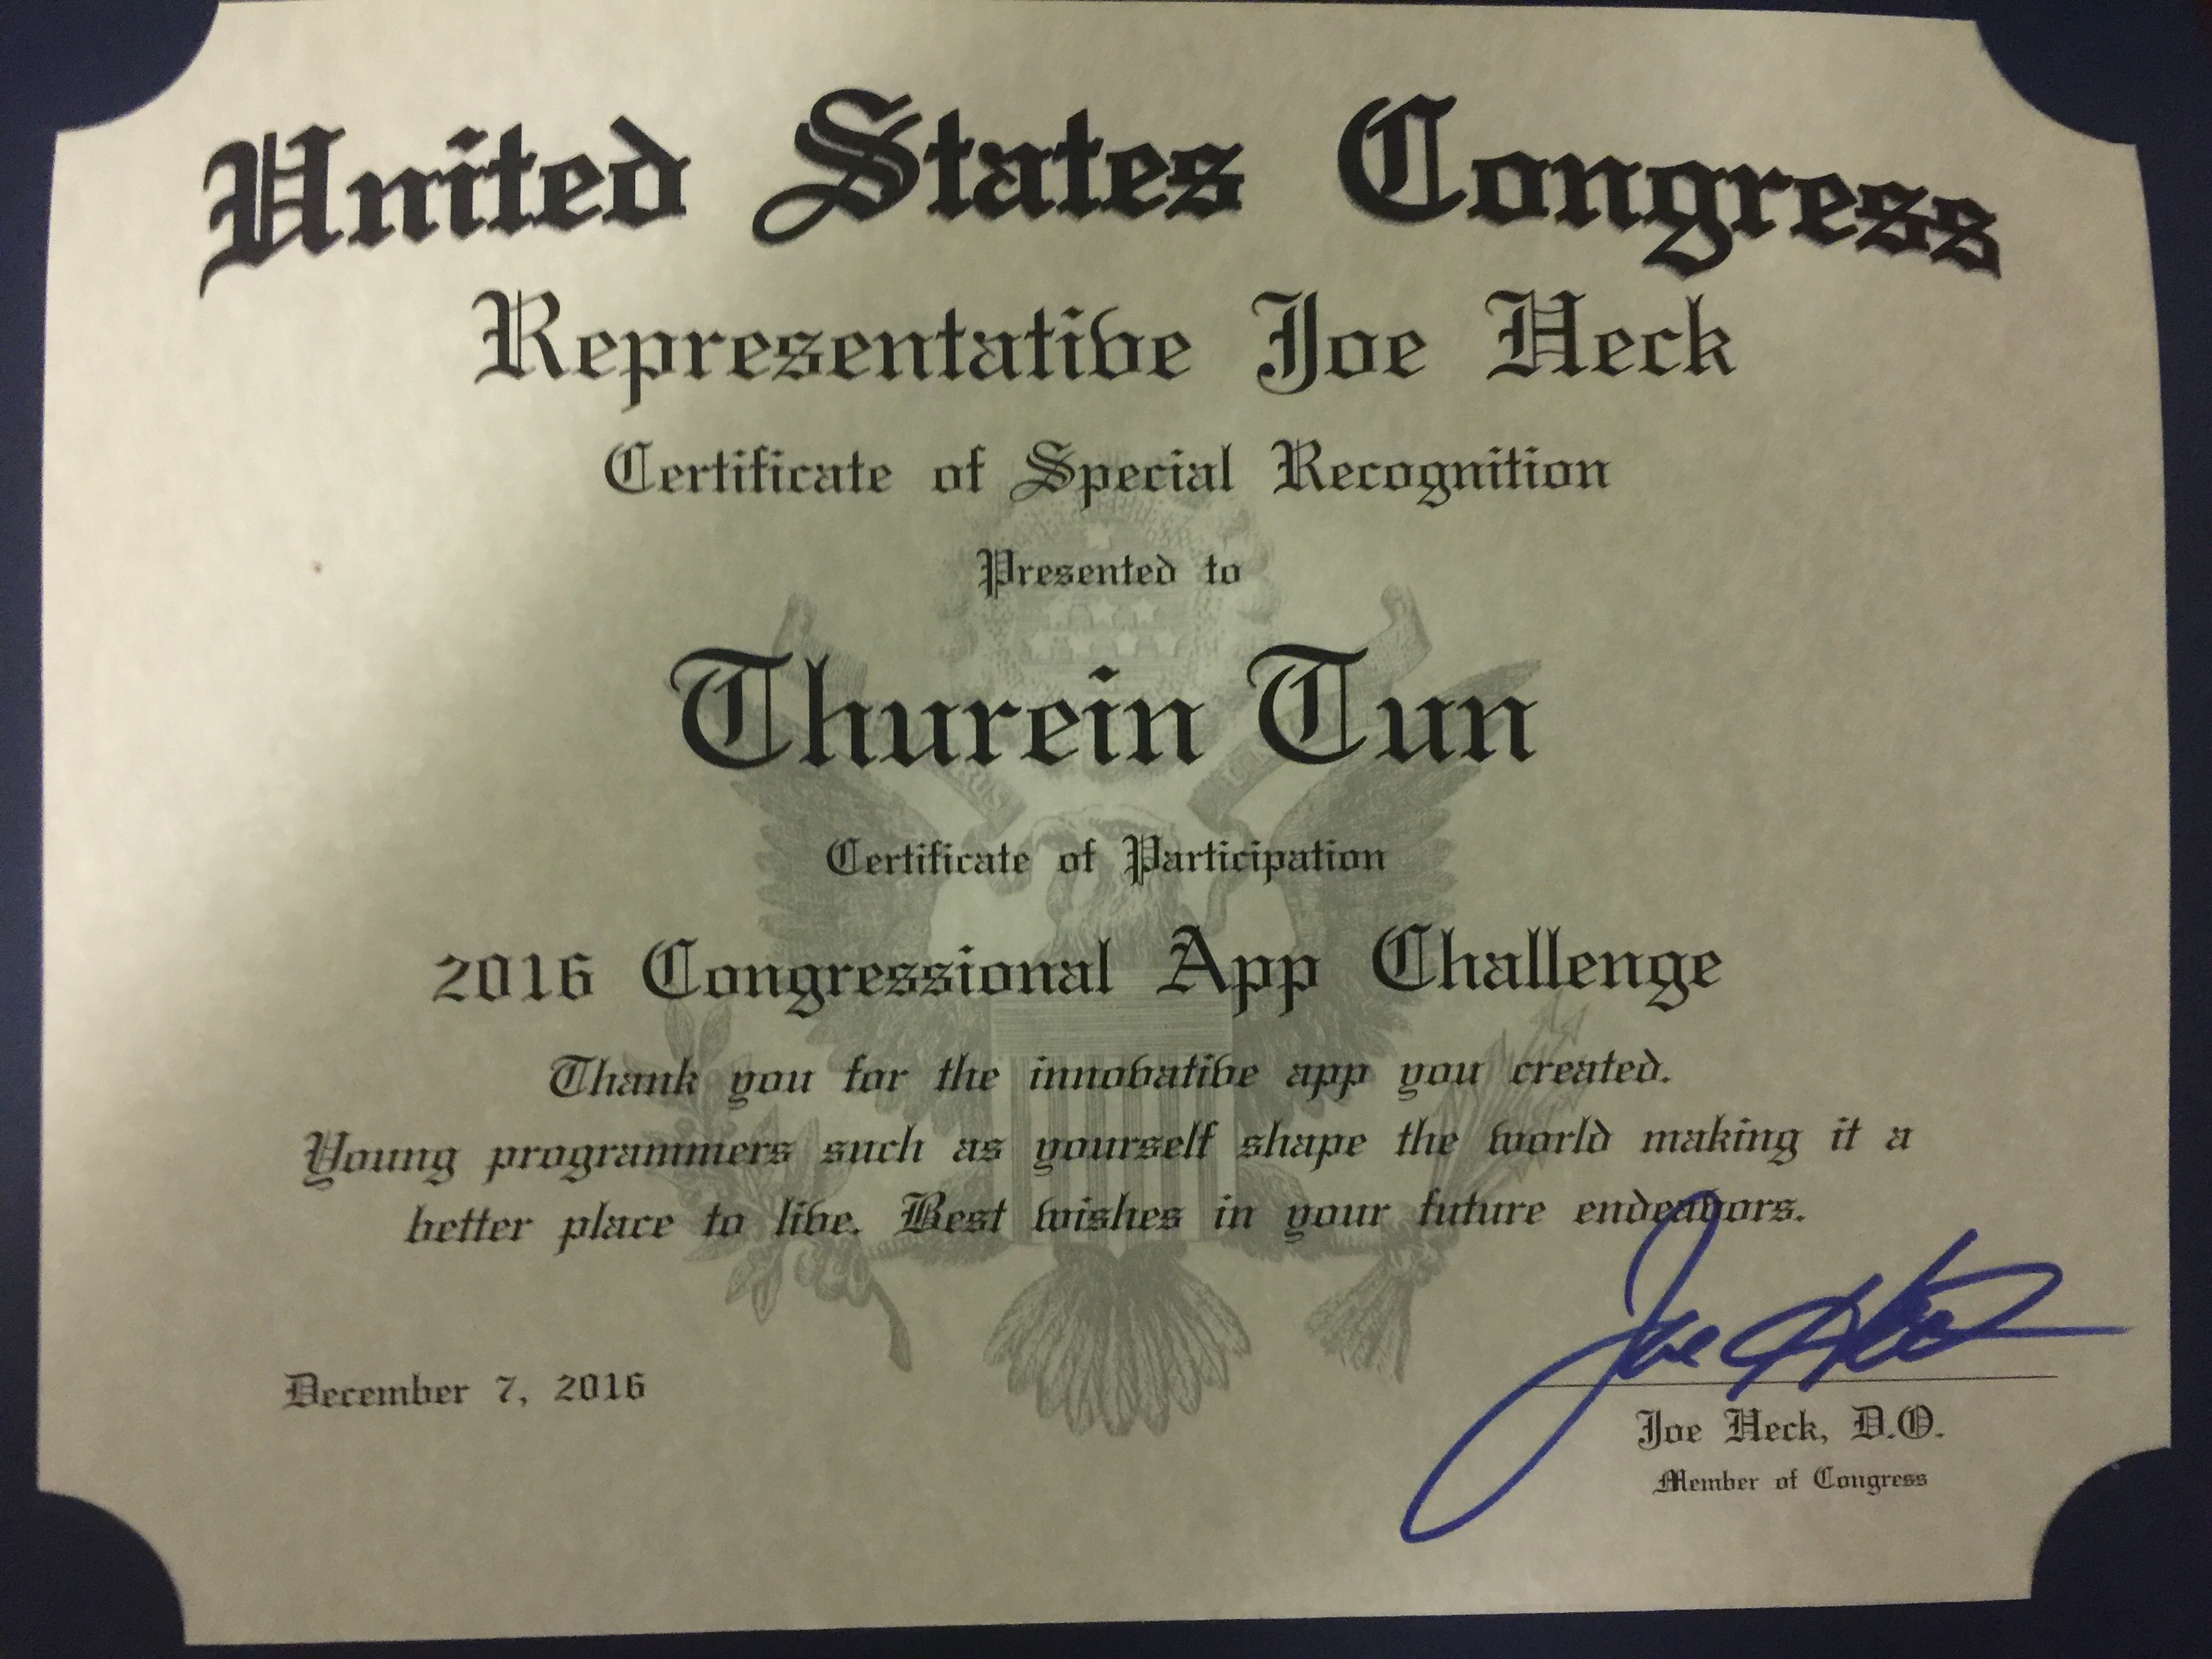 United States Congress
Representative Joe Heck
Certificate of Special Recognition
Presented to
Thurein Tun
Certificate of Participation
2016 Congressional App Challenge
Thank you for the innovative app you created.
Young programmers such as yourself shape the world making it a
better place to live. Best wishes in your future endeavors.
December 7, 2016
Joe Heck
Joe Heck, D.O.
Member of Congress